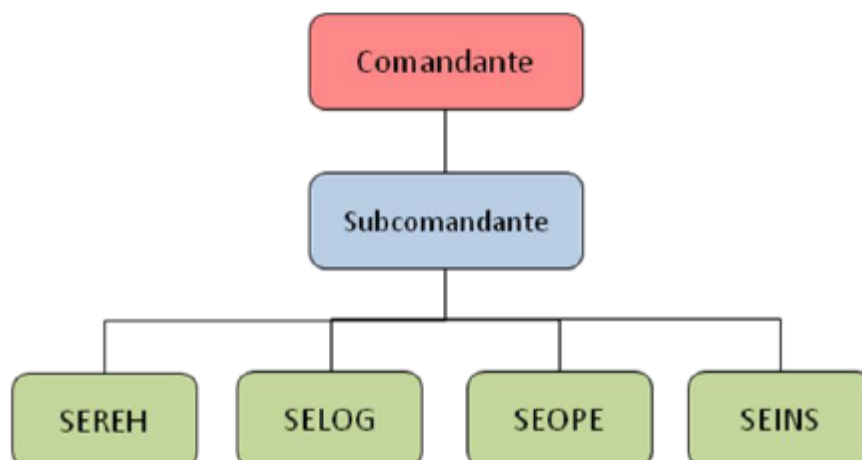 Comandante
Subcomandante
SEREH
SELOG
SEOPE
SEINS